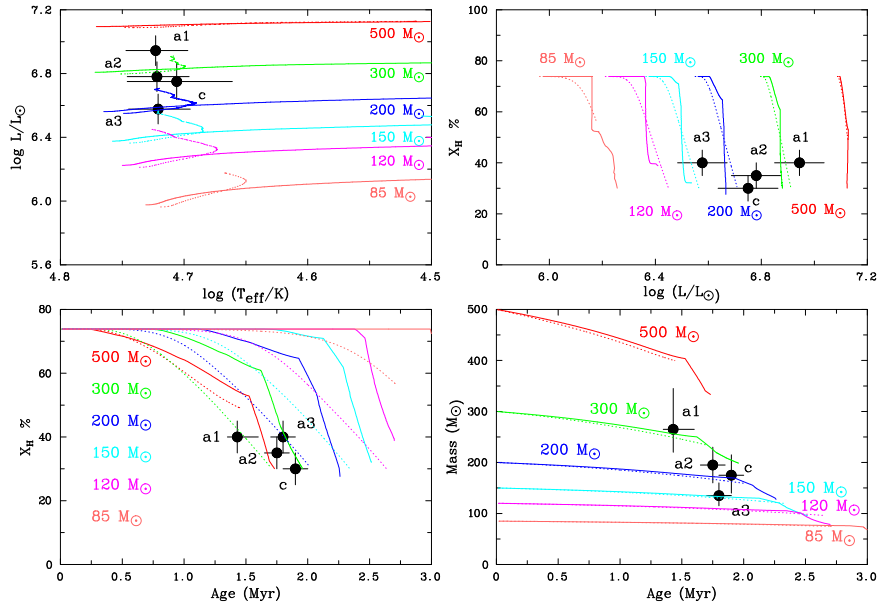 7.2
6.8
6.4
6.0
5.6
log L/L⊙
4.8
4.7
4.6
4.5
log (Teff/K)
500 M⊙
300 M⊙
200 M⊙
150 M⊙
120 M⊙
85 M⊙
a1
a2
c
a3
100
80
60
40
20
0
XH %
6.0
6.4
6.8
7.2
log (L/L⊙)
85 M⊙
150 M⊙
300 M⊙
a3
a2
a1
c
120 M⊙
200 M⊙
500 M⊙
80
60
40
20
0
XH %
0
0.5
1.0
1.5
2.0
2.5
3.0
Age (Myr)
500 M⊙
300 M⊙
200 M⊙
150 M⊙
120 M⊙
85 M⊙
a1
a3
a2
c
500
400
300
200
100
0
Mass (M⊙)
0
0.5
1.0
1.5
2.0
2.5
3.0
Age (Myr)
500 M⊙
300 M⊙
a1
200 M⊙
a2
c
150 M⊙
a3
120 M⊙
85 M⊙